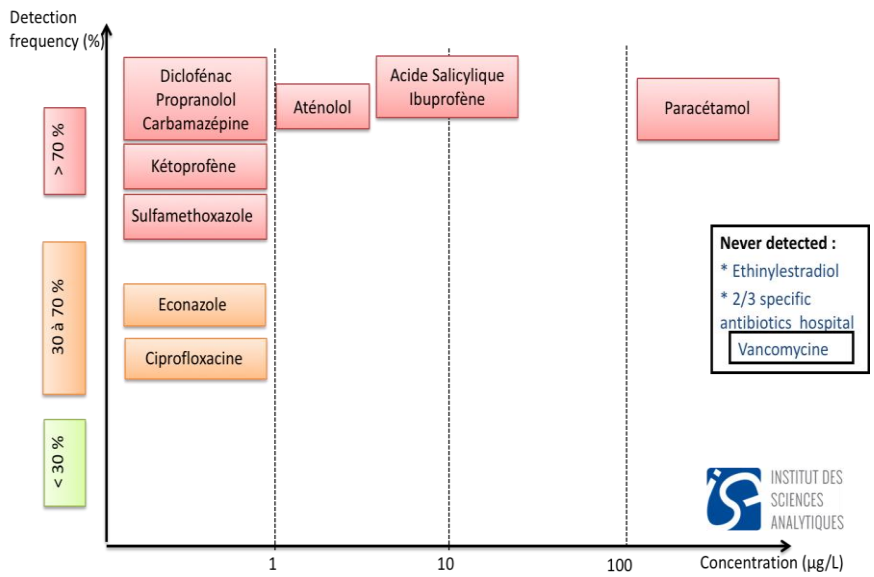 Detection
frequency (%)
Diclofénac
Propranolol
Carbamazépine
Aténolol
Acide Salicylique
Ibuprofène
Paracétamol
> 70 %
Kétoprofène
Sulfamethoxazole
30 à 70 %
Econazole
Ciprofloxacine
Never detected :
* Ethinylestradiol
* 2/3 specific
antibiotics hospital
Vancomycine
< 30 %
INSTITUT DES
SCIENCES
ANALYTIQUES
1
10
100
Concentration (µg/L)